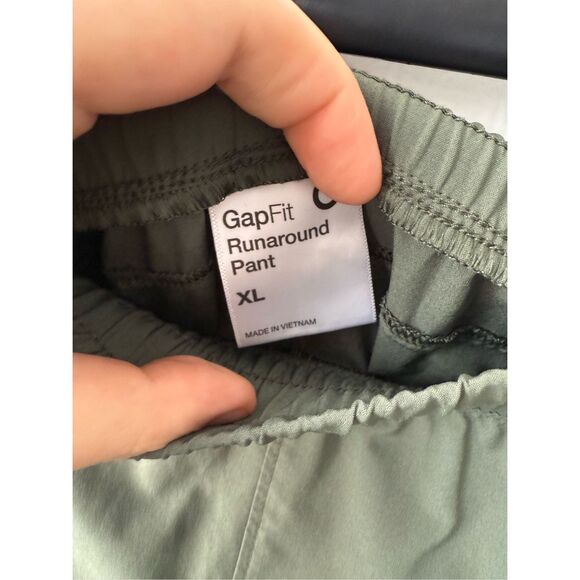 GapFit
Runaround
Pant
XL
MADE IN VIETNAM